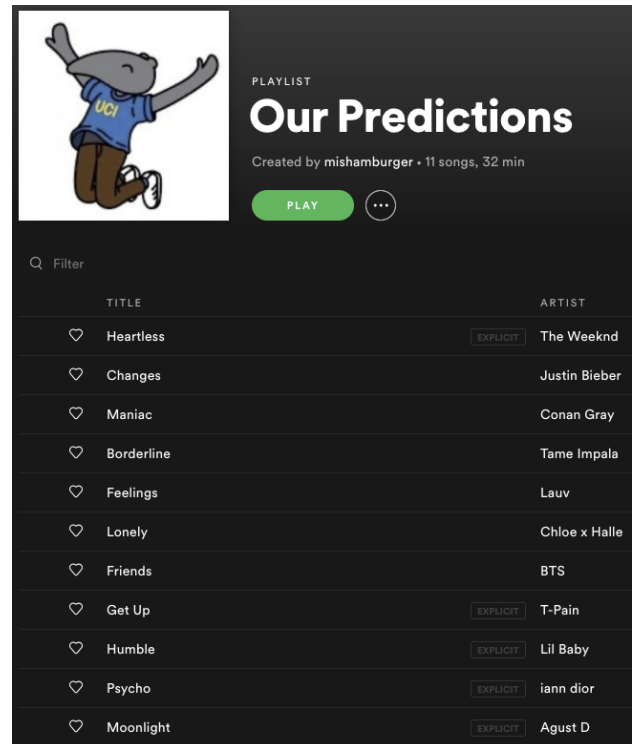 UCI
PLAYLIST
Our Predictions
Created by mishamburger • 11 songs, 32 min
PLAY
Filter
TITLE ARTIST
Heartless EXPLICIT The Weeknd
Changes Justin Bieber
Maniac Conan Gray
Borderline Tame Impala
Feelings Lauv
Lonely Chloe x Halle
Friends BTS
Get Up EXPLICIT T-Pain
Humble EXPLICIT Lil Baby
Psycho EXPLICIT iann dior
Moonlight EXPLICIT Agust D